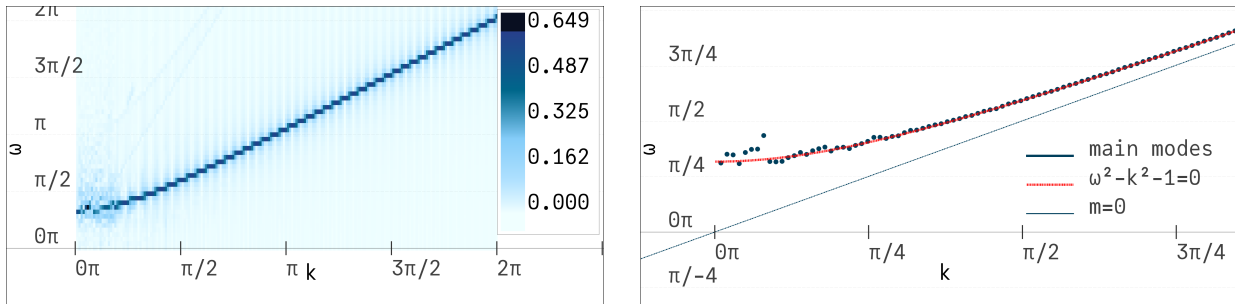 2π
3π/2
π
π/2
0π
ω
0π
π/2
π
k
3π/2
2π
0.649
0.487
0.325
0.162
0.000
3π/4
π/2
π/4
0π
π/-4
ω
main modes
ω²-k²-1=0
m=0
0π
π/4
π/2
3π/4
k